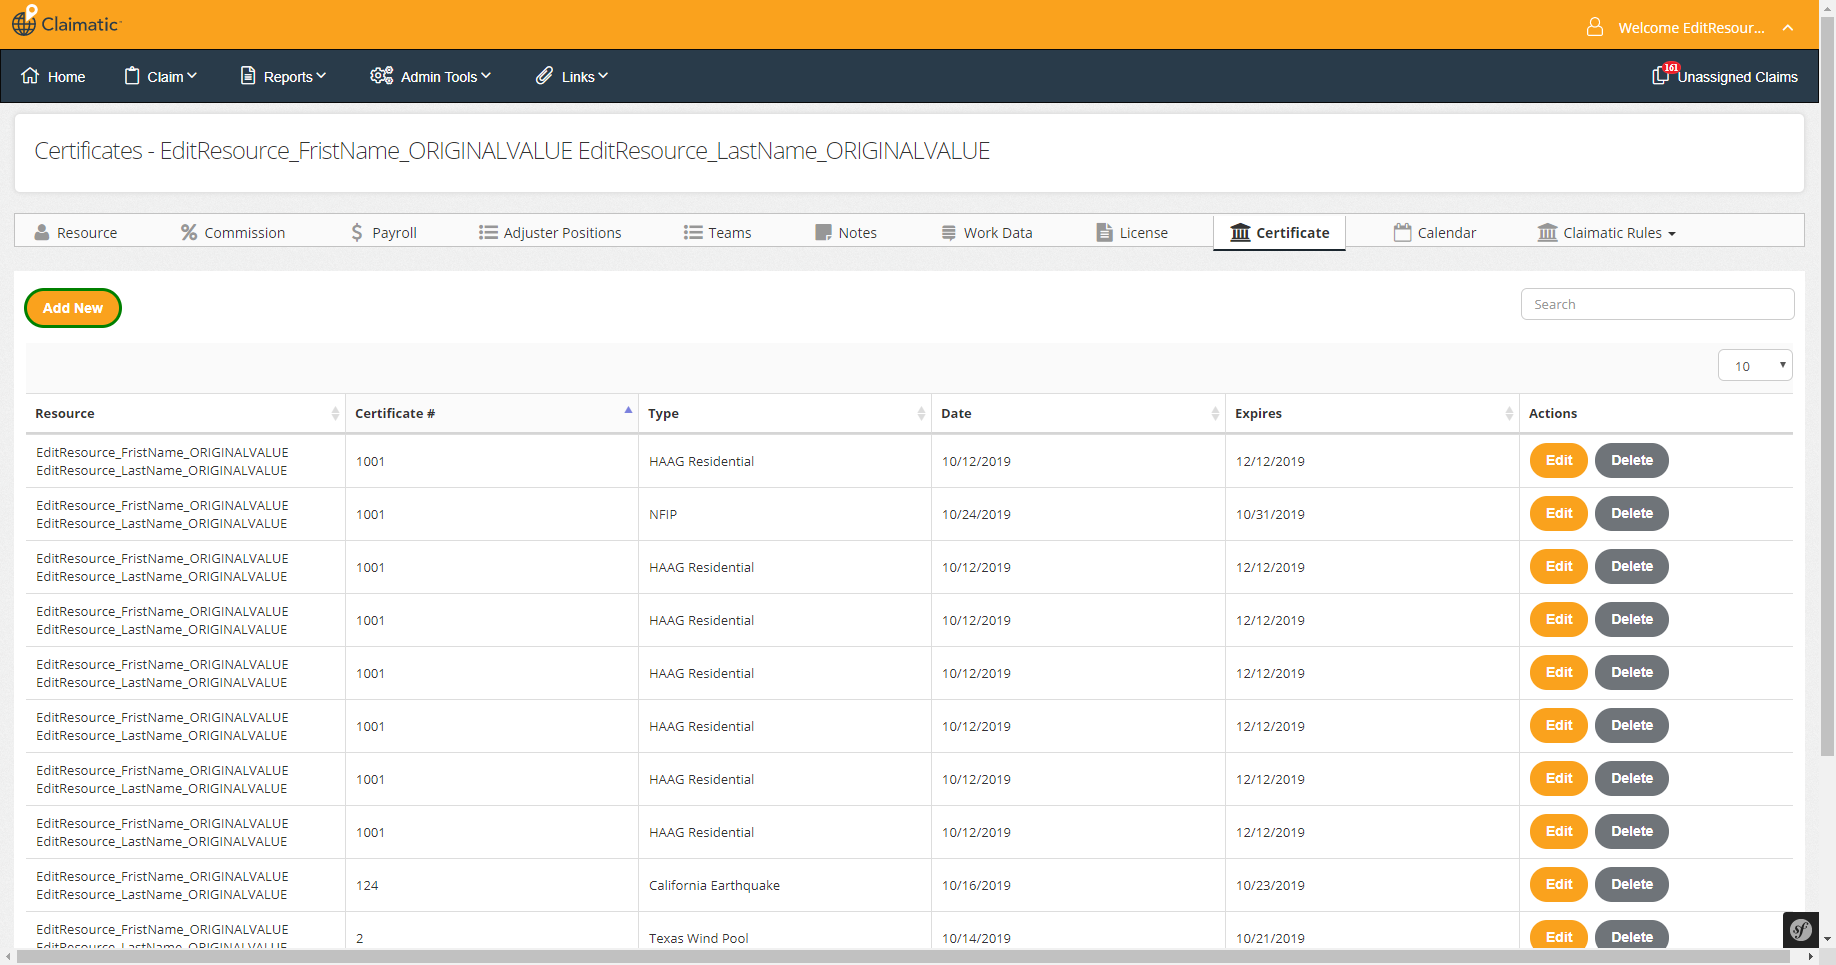 Claimatic
Welcome EditResour...
Home
Claim
Reports
Admin Tools
Links
161
Unassigned Claims
Certificates - EditResource_FristName_ORIGINALVALUE EditResource_LastName_ORIGINALVALUE
Resource
Commission
Payroll
Adjuster Positions
Teams
Notes
Work Data
License
Certificate
Calendar
Claimatic Rules
Add New
Search
10
Resource Certificate # Type Date Expires Actions
EditResource_FristName_ORIGINALVALUE
EditResource_LastName_ORIGINALVALUE
1001 HAAG Residential 10/12/2019 12/12/2019 Edit Delete
EditResource_FristName_ORIGINALVALUE
EditResource_LastName_ORIGINALVALUE
1001 NFIP 10/24/2019 10/31/2019 Edit Delete
EditResource_FristName_ORIGINALVALUE
EditResource_LastName_ORIGINALVALUE
1001 HAAG Residential 10/12/2019 12/12/2019 Edit Delete
EditResource_FristName_ORIGINALVALUE
EditResource_LastName_ORIGINALVALUE
1001 HAAG Residential 10/12/2019 12/12/2019 Edit Delete
EditResource_FristName_ORIGINALVALUE
EditResource_LastName_ORIGINALVALUE
1001 HAAG Residential 10/12/2019 12/12/2019 Edit Delete
EditResource_FristName_ORIGINALVALUE
EditResource_LastName_ORIGINALVALUE
1001 HAAG Residential 10/12/2019 12/12/2019 Edit Delete
EditResource_FristName_ORIGINALVALUE
EditResource_LastName_ORIGINALVALUE
1001 HAAG Residential 10/12/2019 12/12/2019 Edit Delete
EditResource_FristName_ORIGINALVALUE
EditResource_LastName_ORIGINALVALUE
1001 HAAG Residential 10/12/2019 12/12/2019 Edit Delete
EditResource_FristName_ORIGINALVALUE
EditResource_LastName_ORIGINALVALUE
124 California Earthquake 10/16/2019 10/23/2019 Edit Delete
EditResource_FristName_ORIGINALVALUE
EditResource_LastName_ORIGINALVALUE
2 Texas Wind Pool 10/14/2019 10/21/2019 Edit Delete
sf